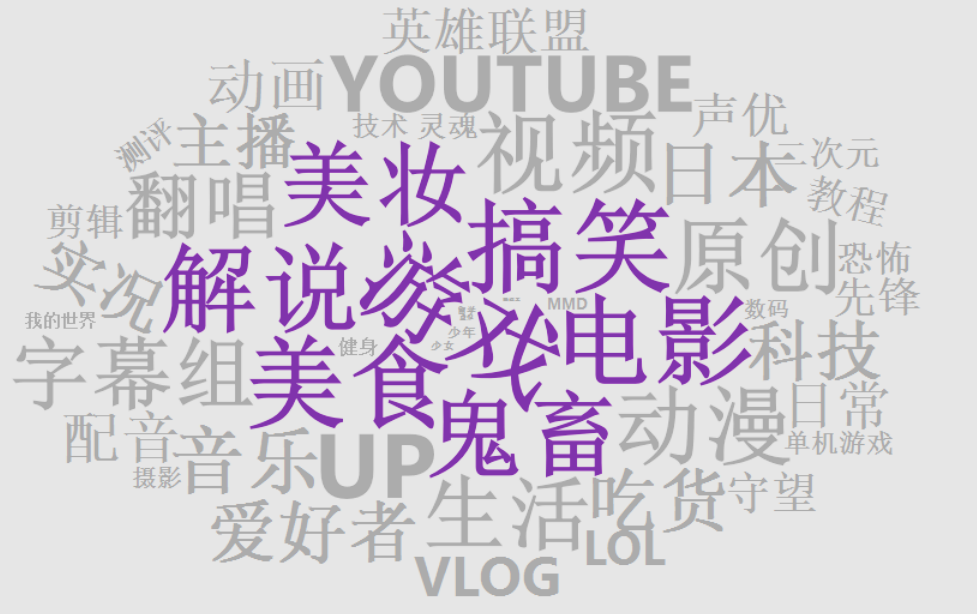 英雄联盟
动画
YOUTUBE
声优
测评
主播
技术
灵魂
视频
日本
二次元
翻唱
美妆
搞笑
教程
剪辑
实况
解说
游戏
原创
恐怖
先锋
我的世界
MMD
数码
少年
少女
健身
电影
科技
字幕组
美食
鬼畜
动漫
日常
单机游戏
配音
音乐
UP
摄影
爱好者
生活
吃货
守望
LOL
VLOG